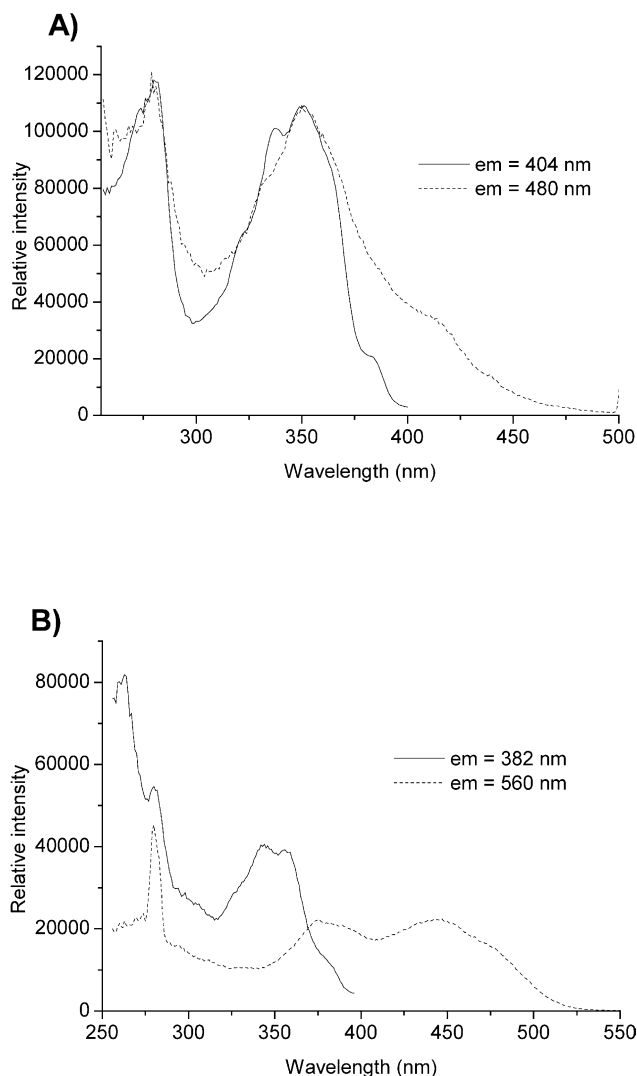 A)
120000
100000
80000
60000
40000
20000
0
Relative intensity
em = 404 nm
em = 480 nm
300 350 400 450 500
Wavelength (nm)
B)
80000
60000
40000
20000
0
Relative intensity
em = 382 nm
em = 560 nm
250 300 350 400 450 500 550
Wavelength (nm)